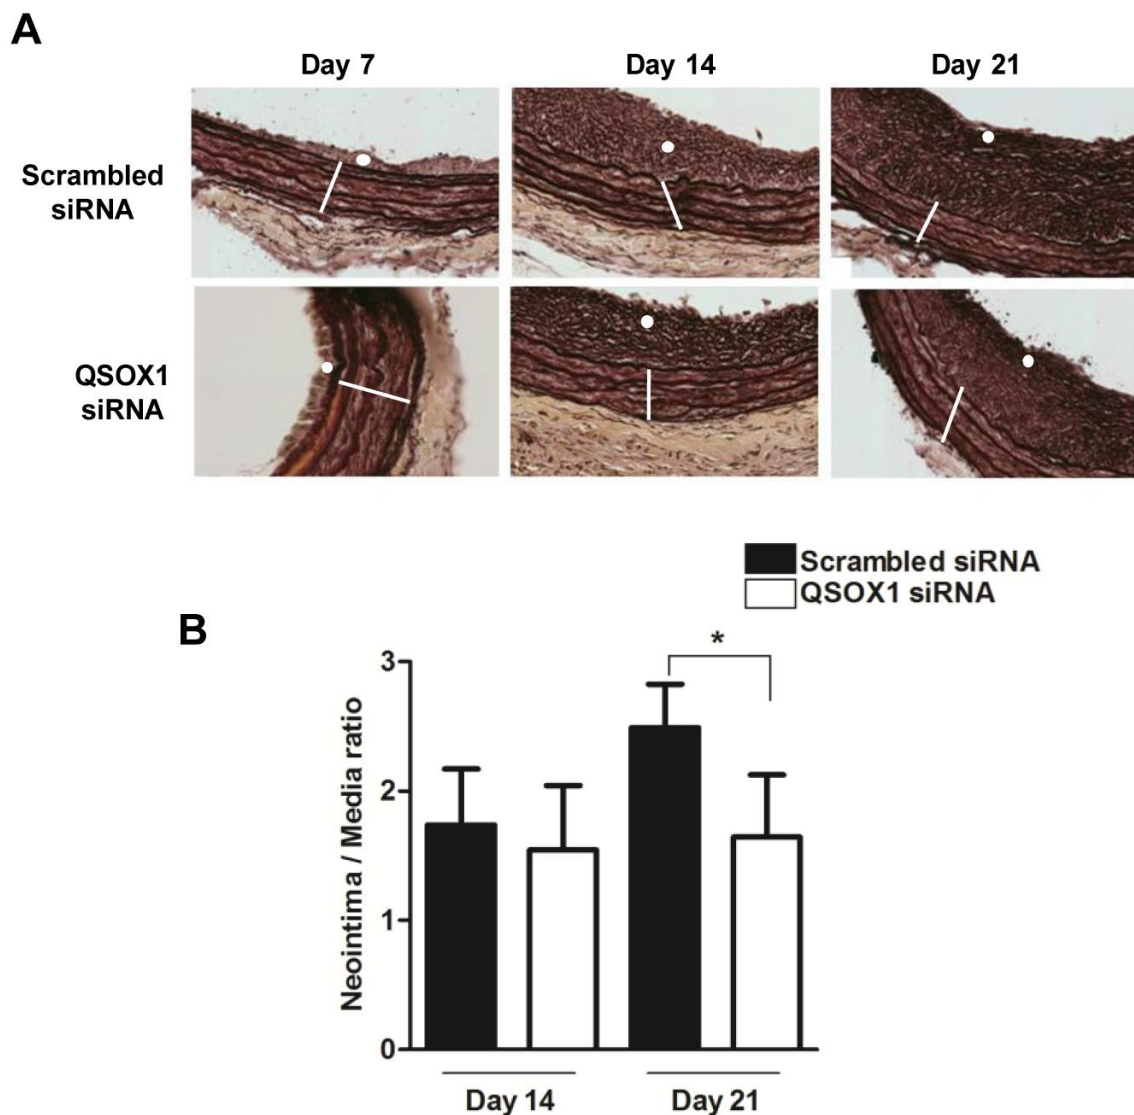 A
Day 7
Day 14
Day 21
Scrambled
siRNA
QSOX1
siRNA
Scrambled siRNA
QSOX1 siRNA
B
*
3
2
1
0
Neointima / Media ratio
Day 14
Day 21